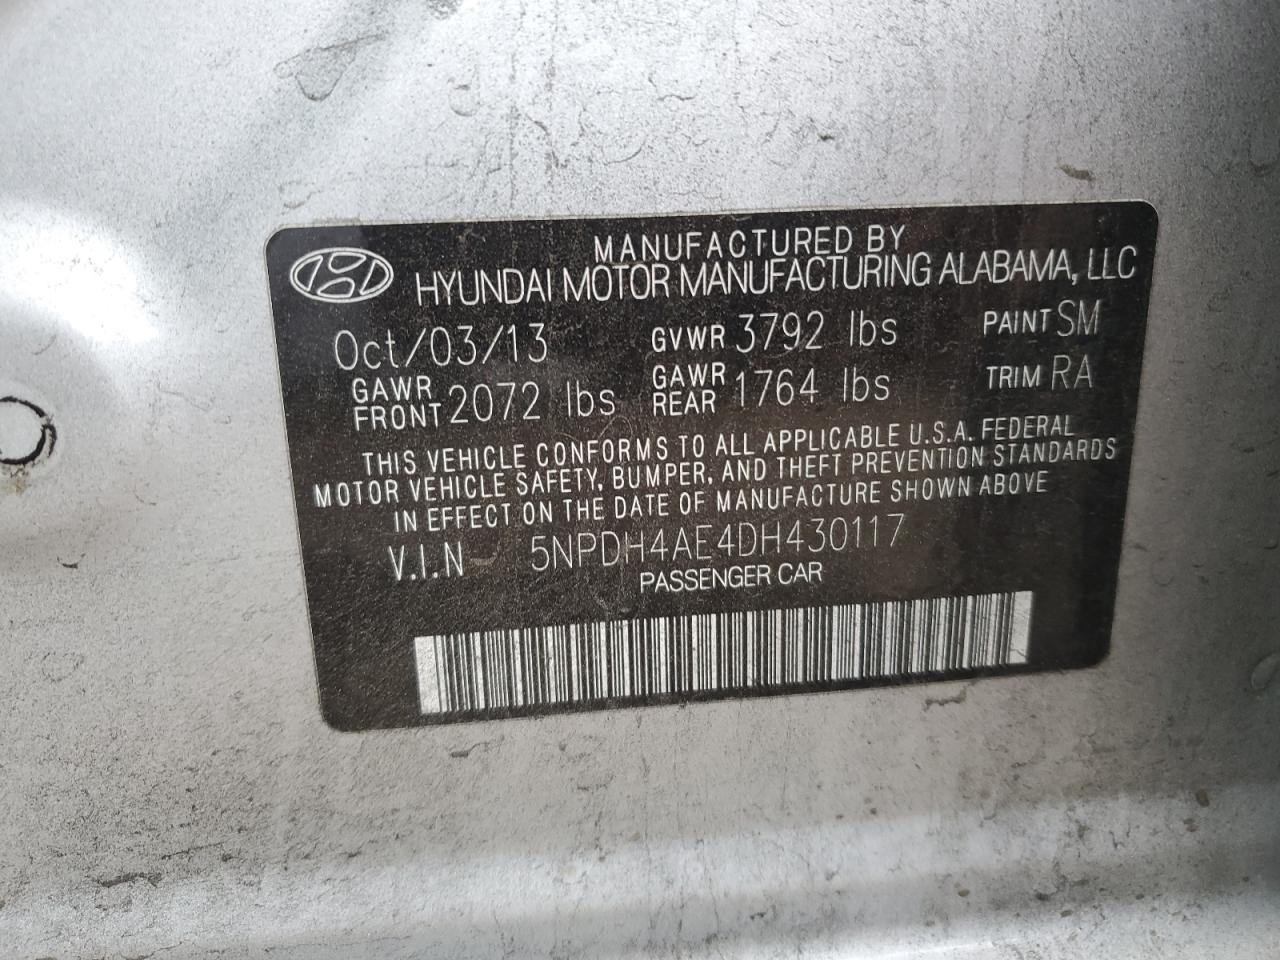 MANUFACTURED BY
HYUNDAI MOTOR MANUFACTURING ALABAMA, LLC
Oct/03/13 GVWR 3792 lbs PAINT SM
GAWR FRONT 2072 lbs GAWR REAR 1764 lbs TRIM RA
THIS VEHICLE CONFORMS TO ALL APPLICABLE U.S.A. FEDERAL
MOTOR VEHICLE SAFETY, BUMPER, AND THEFT PREVENTION STANDARDS
IN EFFECT ON THE DATE OF MANUFACTURE SHOWN ABOVE
V.I.N 5NPDH4AE4DH430117
PASSENGER CAR